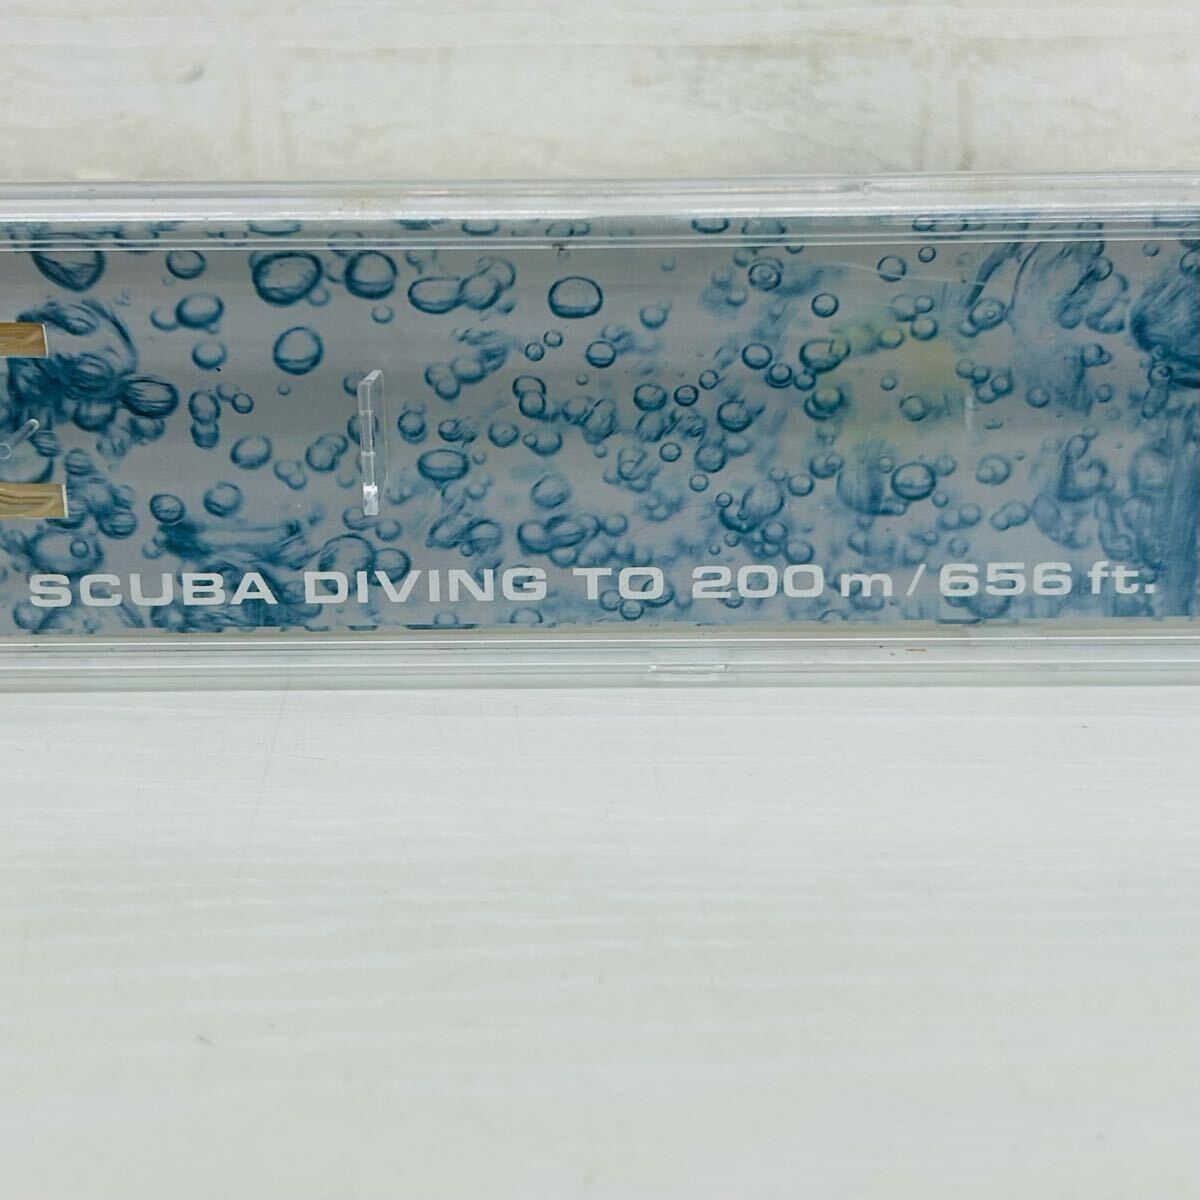 SCUBA DIVING TO 200 m/656 ft.